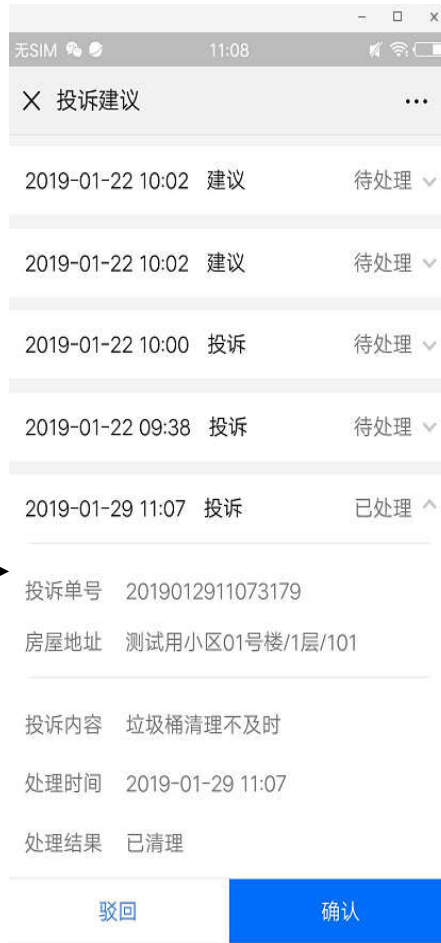 无SIM 11:08
投诉建议
2019-01-22 10:02 建议 待处理
2019-01-22 10:02 建议 待处理
2019-01-22 10:00 投诉 待处理
2019-01-22 09:38 投诉 待处理
2019-01-29 11:07 投诉 已处理
投诉单号 2019012911073179
房屋地址 测试用小区01号楼/1层/101
投诉内容 垃圾桶清理不及时
处理时间 2019-01-29 11:07
处理结果 已清理
驳回 确认